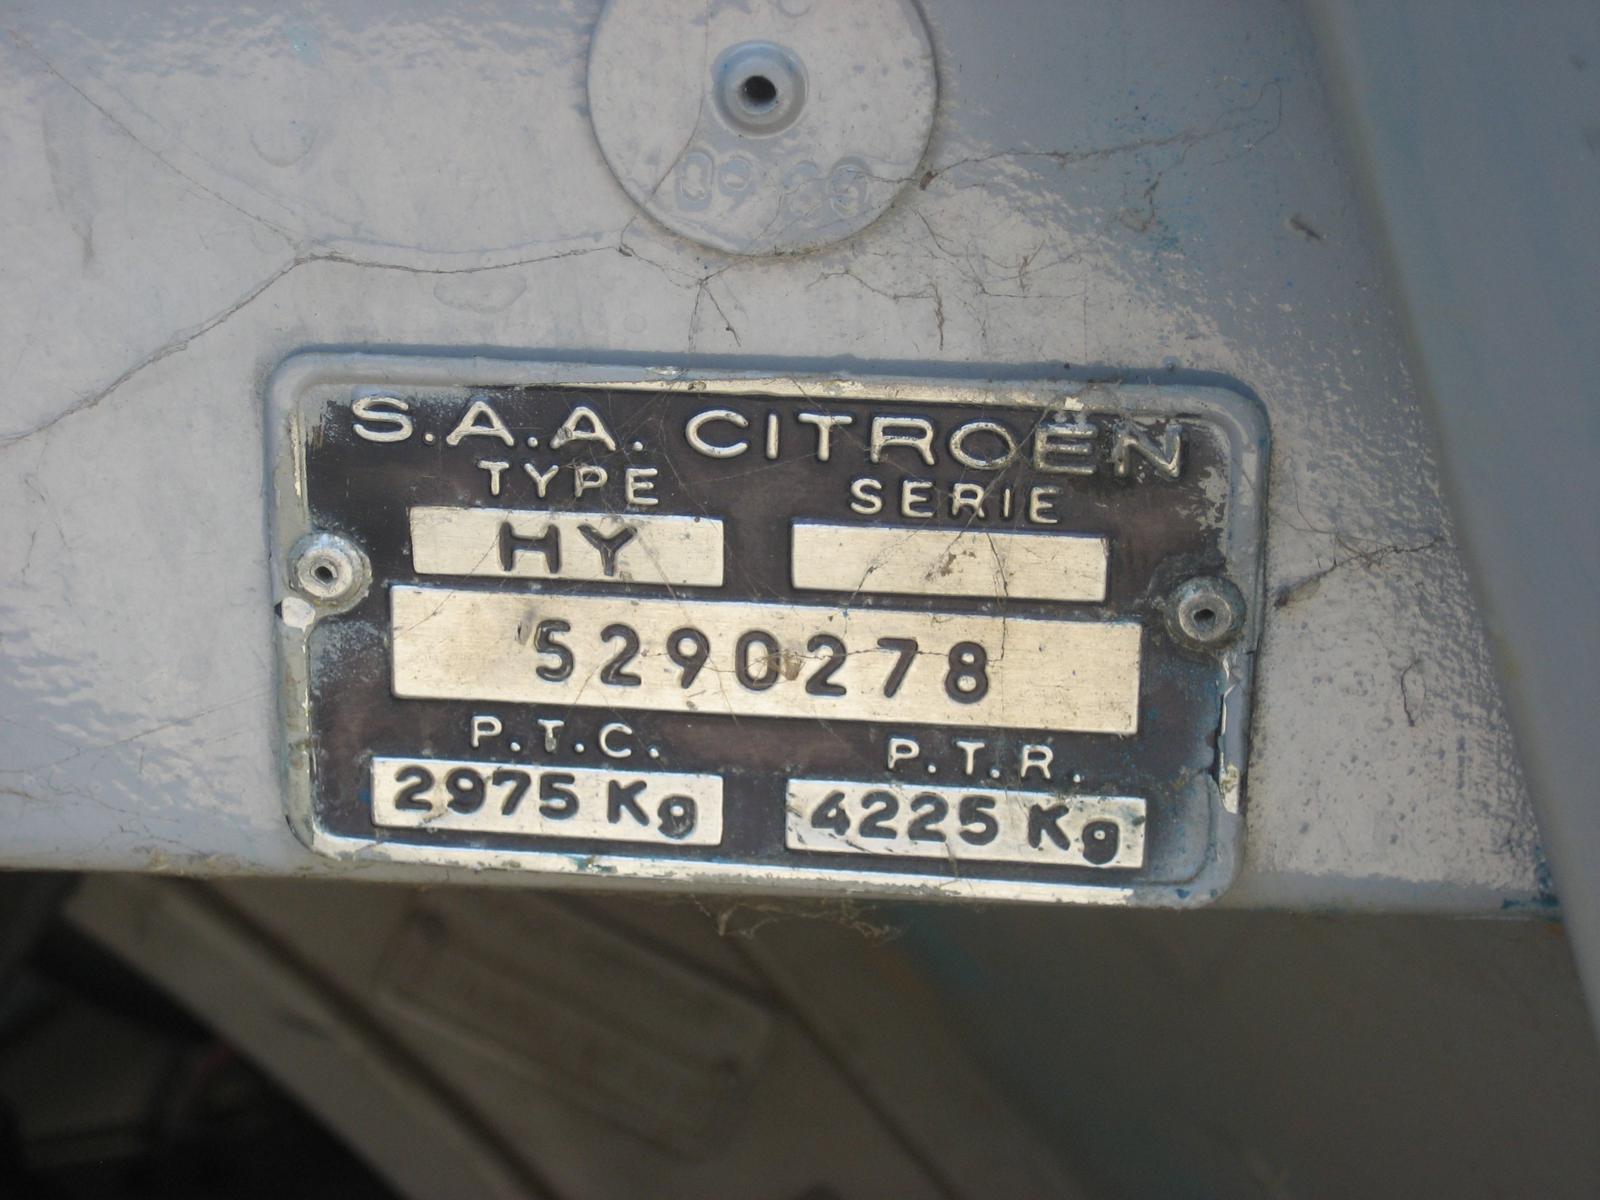 S.A.A. CITROËN
TYPE SERIE
HY
5290278
P.T.C. P.T.R.
2975 Kg 4225 Kg